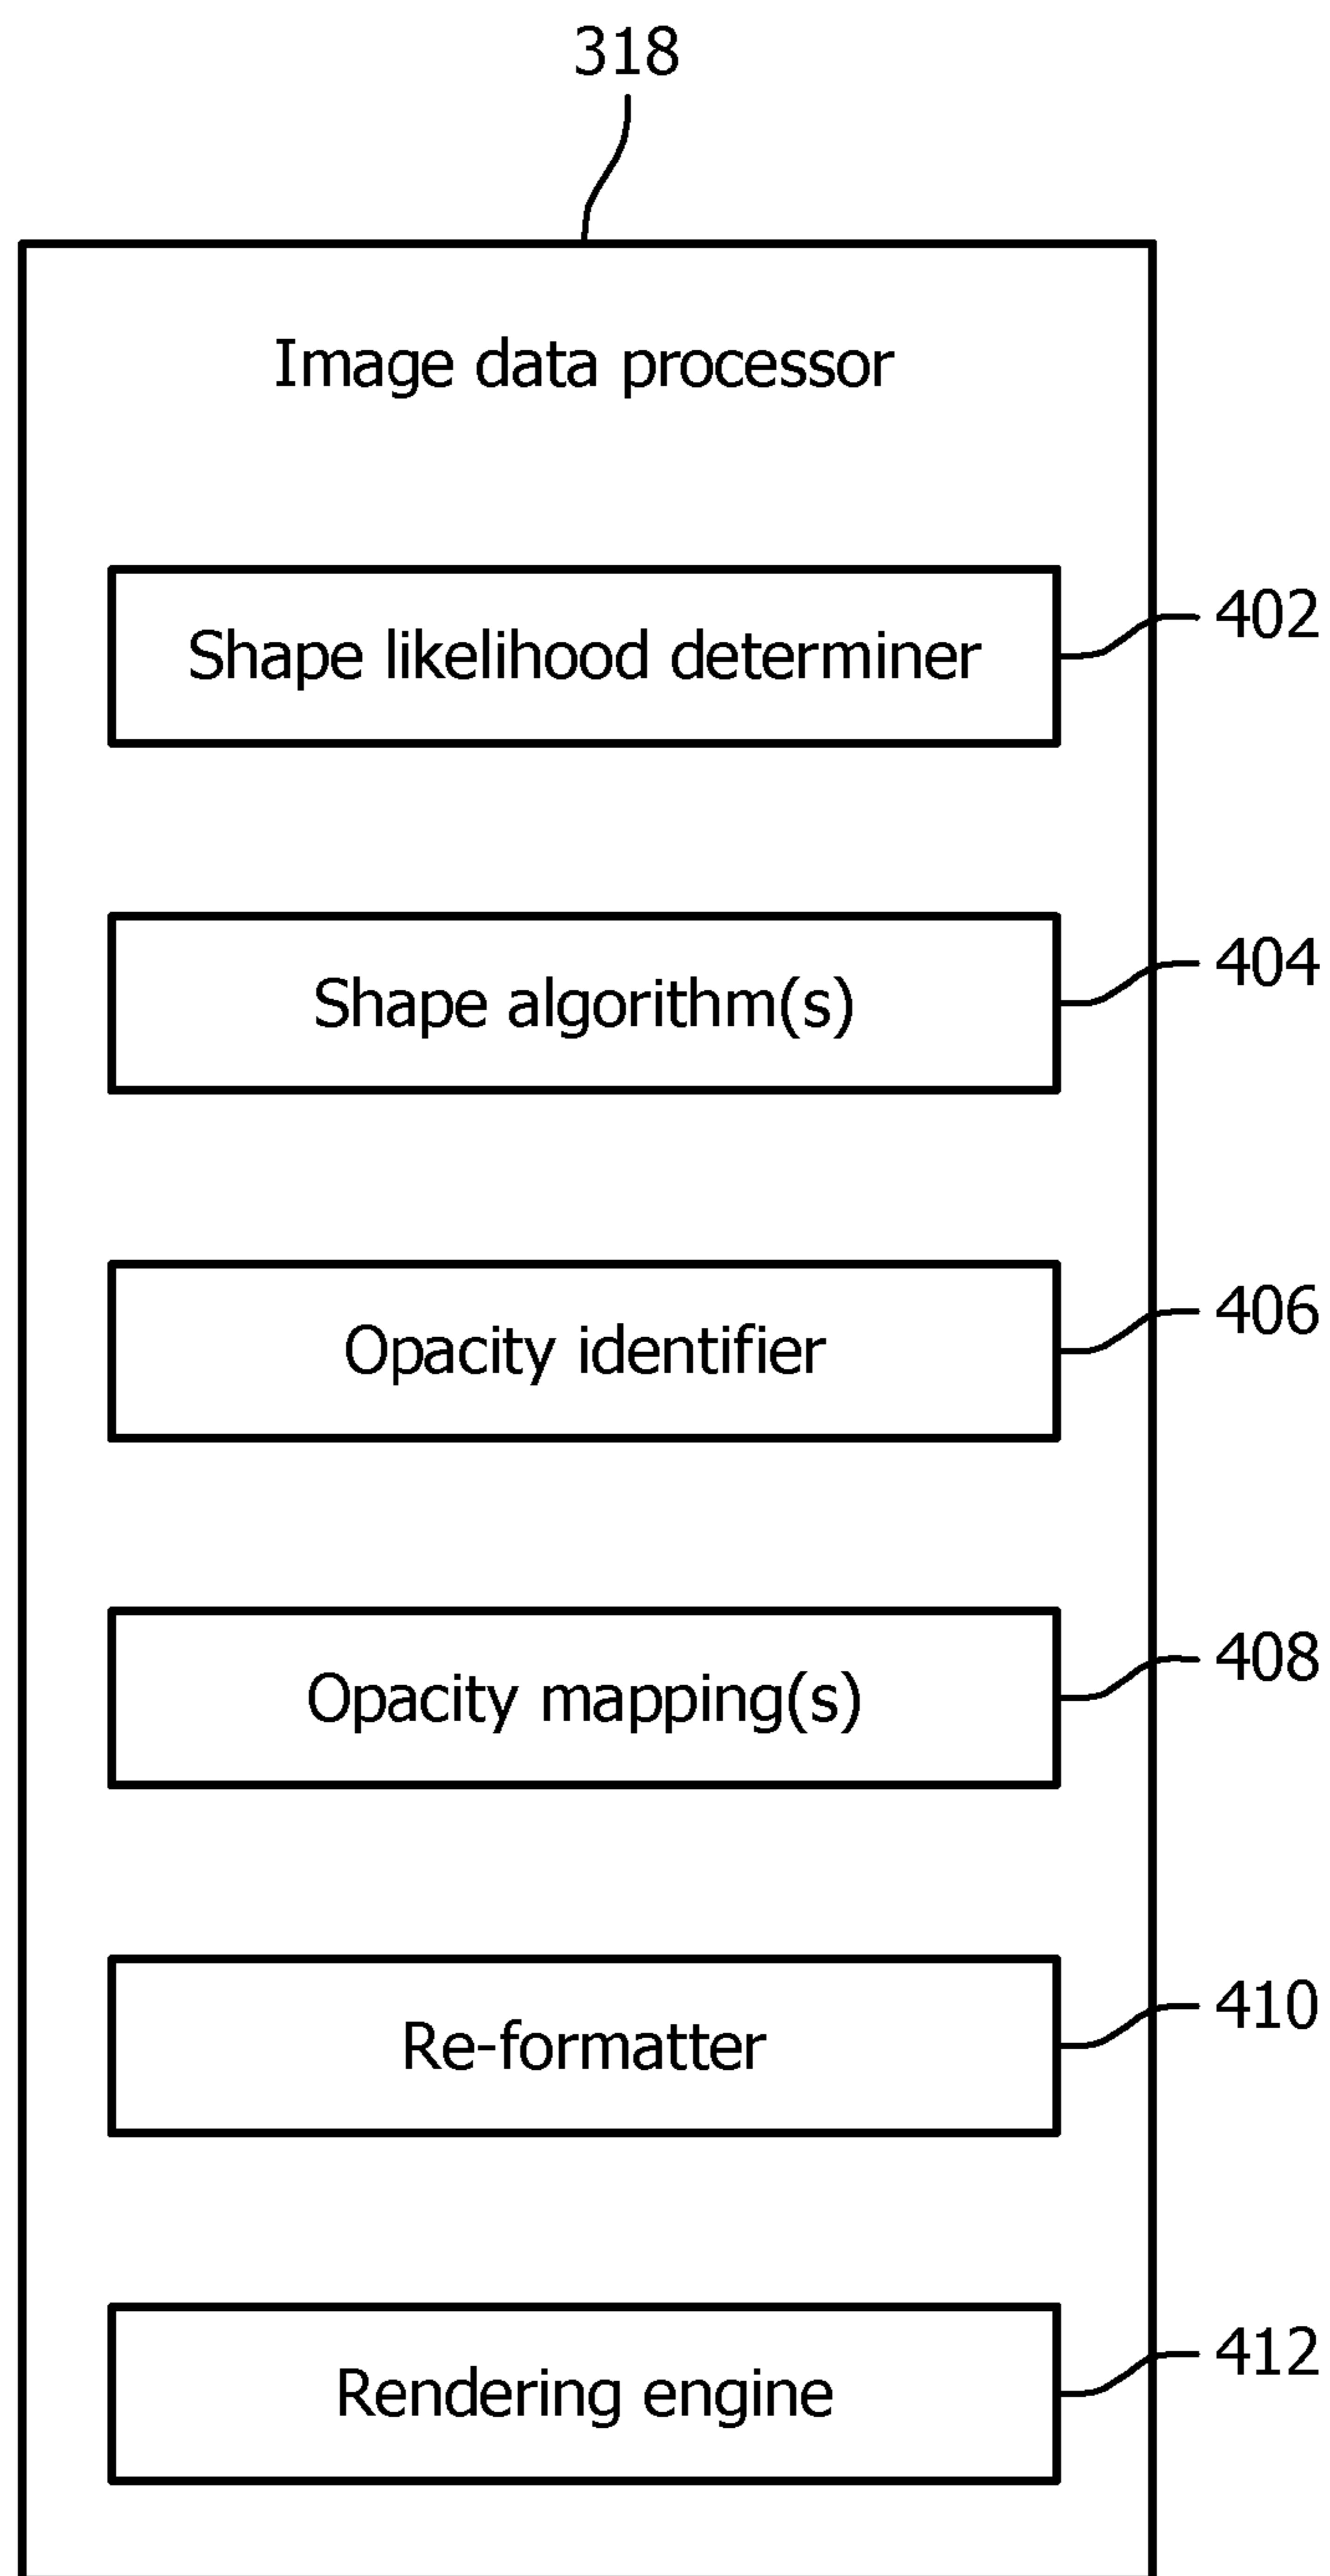 318
Image data processor
Shape likelihood determiner
402
Shape algorithm(s)
404
Opacity identifier
406
Opacity mapping(s)
408
Re-formatter
410
Rendering engine
412